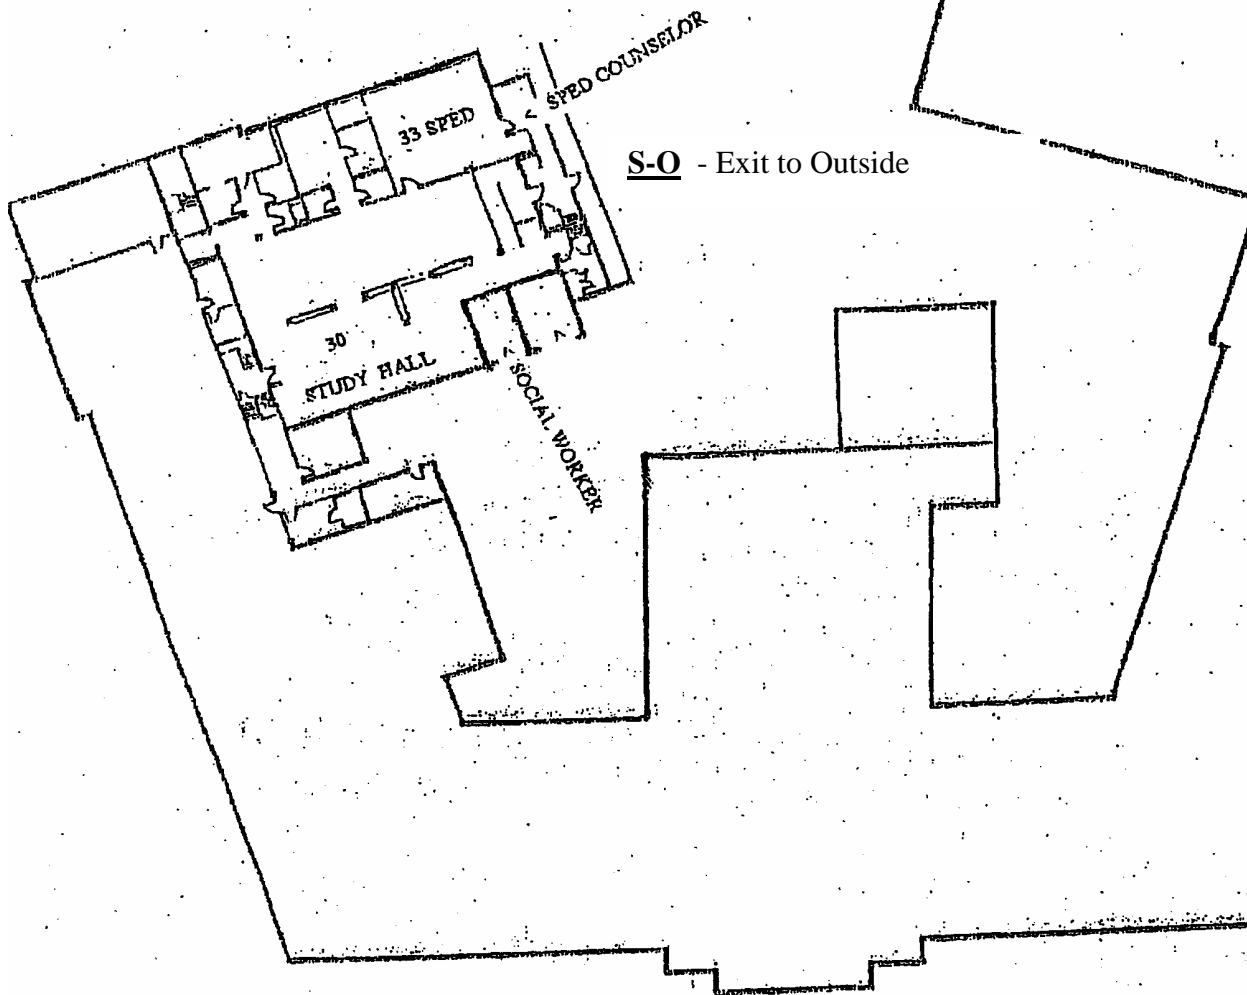 SPED COUNSELOR
33 SPED
S-O - Exit to Outside
30
STUDY HALL
SOCIAL WORKER